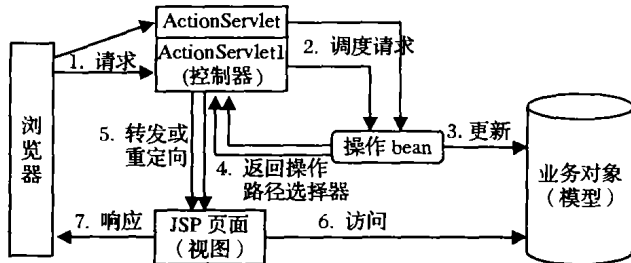 ActionServlet
ActionServlet1
(控制器)
1. 请求
2. 调度请求
浏览器
5. 转发或
重定向
4. 返回操作
路径选择器
操作 bean
3. 更新
业务对象
(模型)
7. 响应
JSP 页面
(视图)
6. 访问